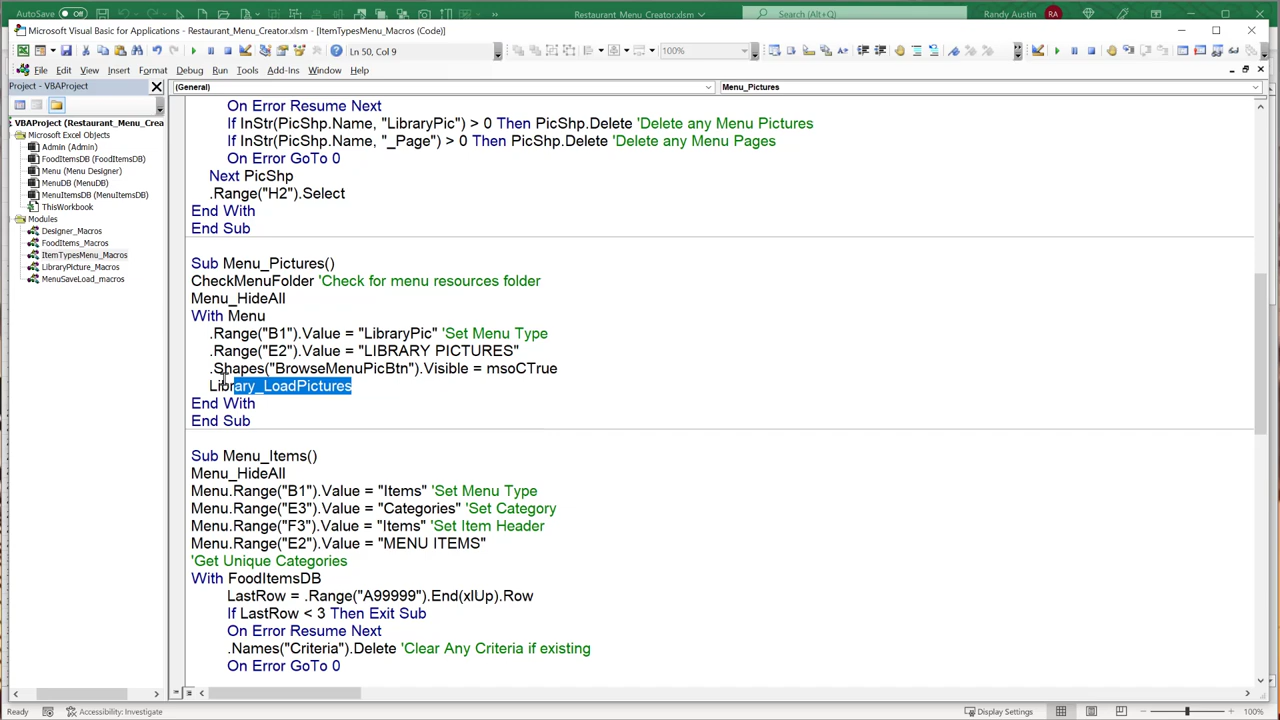 AutoSave Off
Restaurant_Menu_Creator.xlsm
Search (Alt+Q)
Randy Austin RA
Microsoft Visual Basic for Applications - Restaurant_Menu_Creator.xlsm - [ItemTypesMenu_Macros (Code)]
Ln 50, Col 9
100%
File Edit View Insert Format Debug Run Tools Add-Ins Window Help
Project - VBAProject
(General)
Menu_Pictures
VBAProject (Restaurant_Menu_Crea
Microsoft Excel Objects
Admin (Admin)
FoodItemsDB (FoodItemsDB)
Menu (Menu Designer)
MenuDB (MenuDB)
MenuItemsDB (MenuItemsDB)
ThisWorkbook
Modules
Designer_Macros
FoodItems_Macros
ItemTypesMenu_Macros
LibraryPicture_Macros
MenuSaveLoad_macros
On Error Resume Next
If InStr(PicShp.Name, "LibraryPic") > 0 Then PicShp.Delete 'Delete any Menu Pictures
If InStr(PicShp.Name, "_Page") > 0 Then PicShp.Delete 'Delete any Menu Pages
On Error GoTo 0
Next PicShp
.Range("H2").Select
End With
End Sub
Sub Menu_Pictures()
CheckMenuFolder 'Check for menu resources folder
Menu_HideAll
With Menu
.Range("B1").Value = "LibraryPic" 'Set Menu Type
.Range("E2").Value = "LIBRARY PICTURES"
.Shapes("BrowseMenuPicBtn").Visible = msoCTrue
Library_LoadPictures
End With
End Sub
Sub Menu_Items()
Menu_HideAll
Menu.Range("B1").Value = "Items" 'Set Menu Type
Menu.Range("E3").Value = "Categories" 'Set Category
Menu.Range("F3").Value = "Items" 'Set Item Header
Menu.Range("E2").Value = "MENU ITEMS"
'Get Unique Categories
With FoodItemsDB
LastRow = .Range("A99999").End(xlUp).Row
If LastRow < 3 Then Exit Sub
On Error Resume Next
.Names("Criteria").Delete 'Clear Any Criteria if existing
On Error GoTo 0
Ready
Accessibility: Investigate
Display Settings
100%